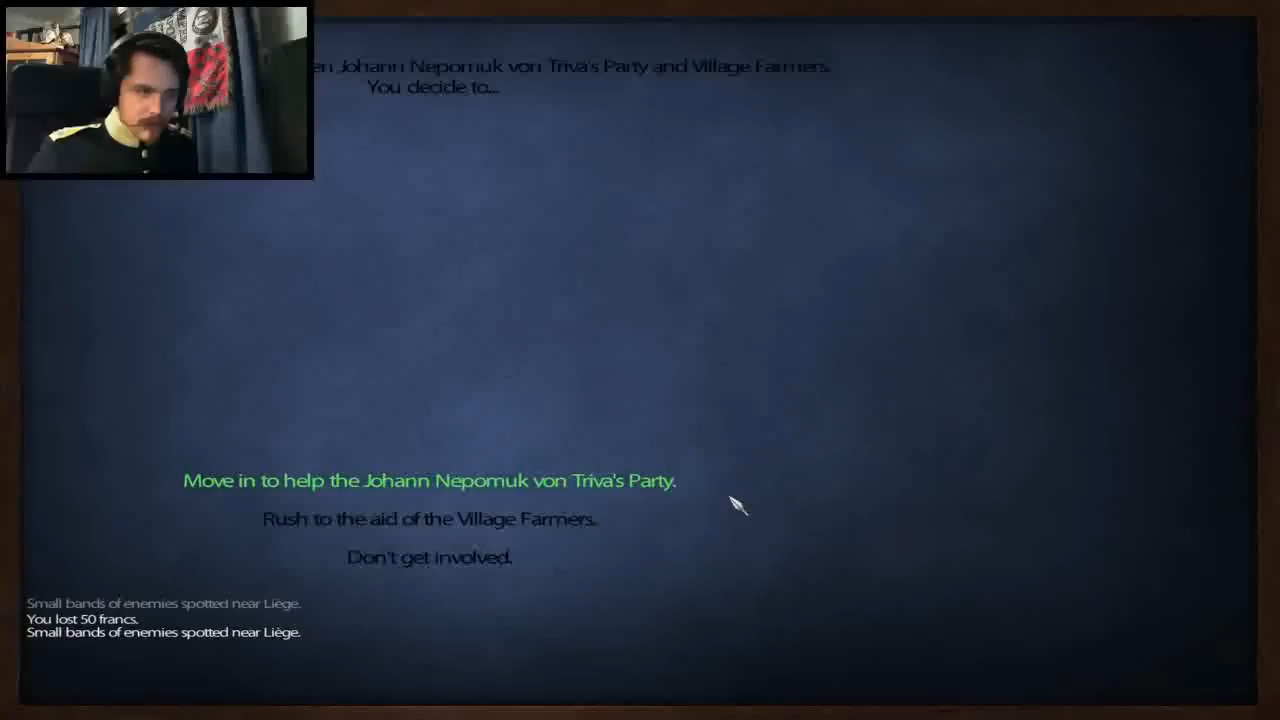 en Johann Nepomuk von Triva's Party and Village Farmers.
You decide to...
Move in to help the Johann Nepomuk von Triva's Party.
Rush to the aid of the Village Farmers.
Don't get involved.
Small bands of enemies spotted near Liège.
You lost 50 francs.
Small bands of enemies spotted near Liège.